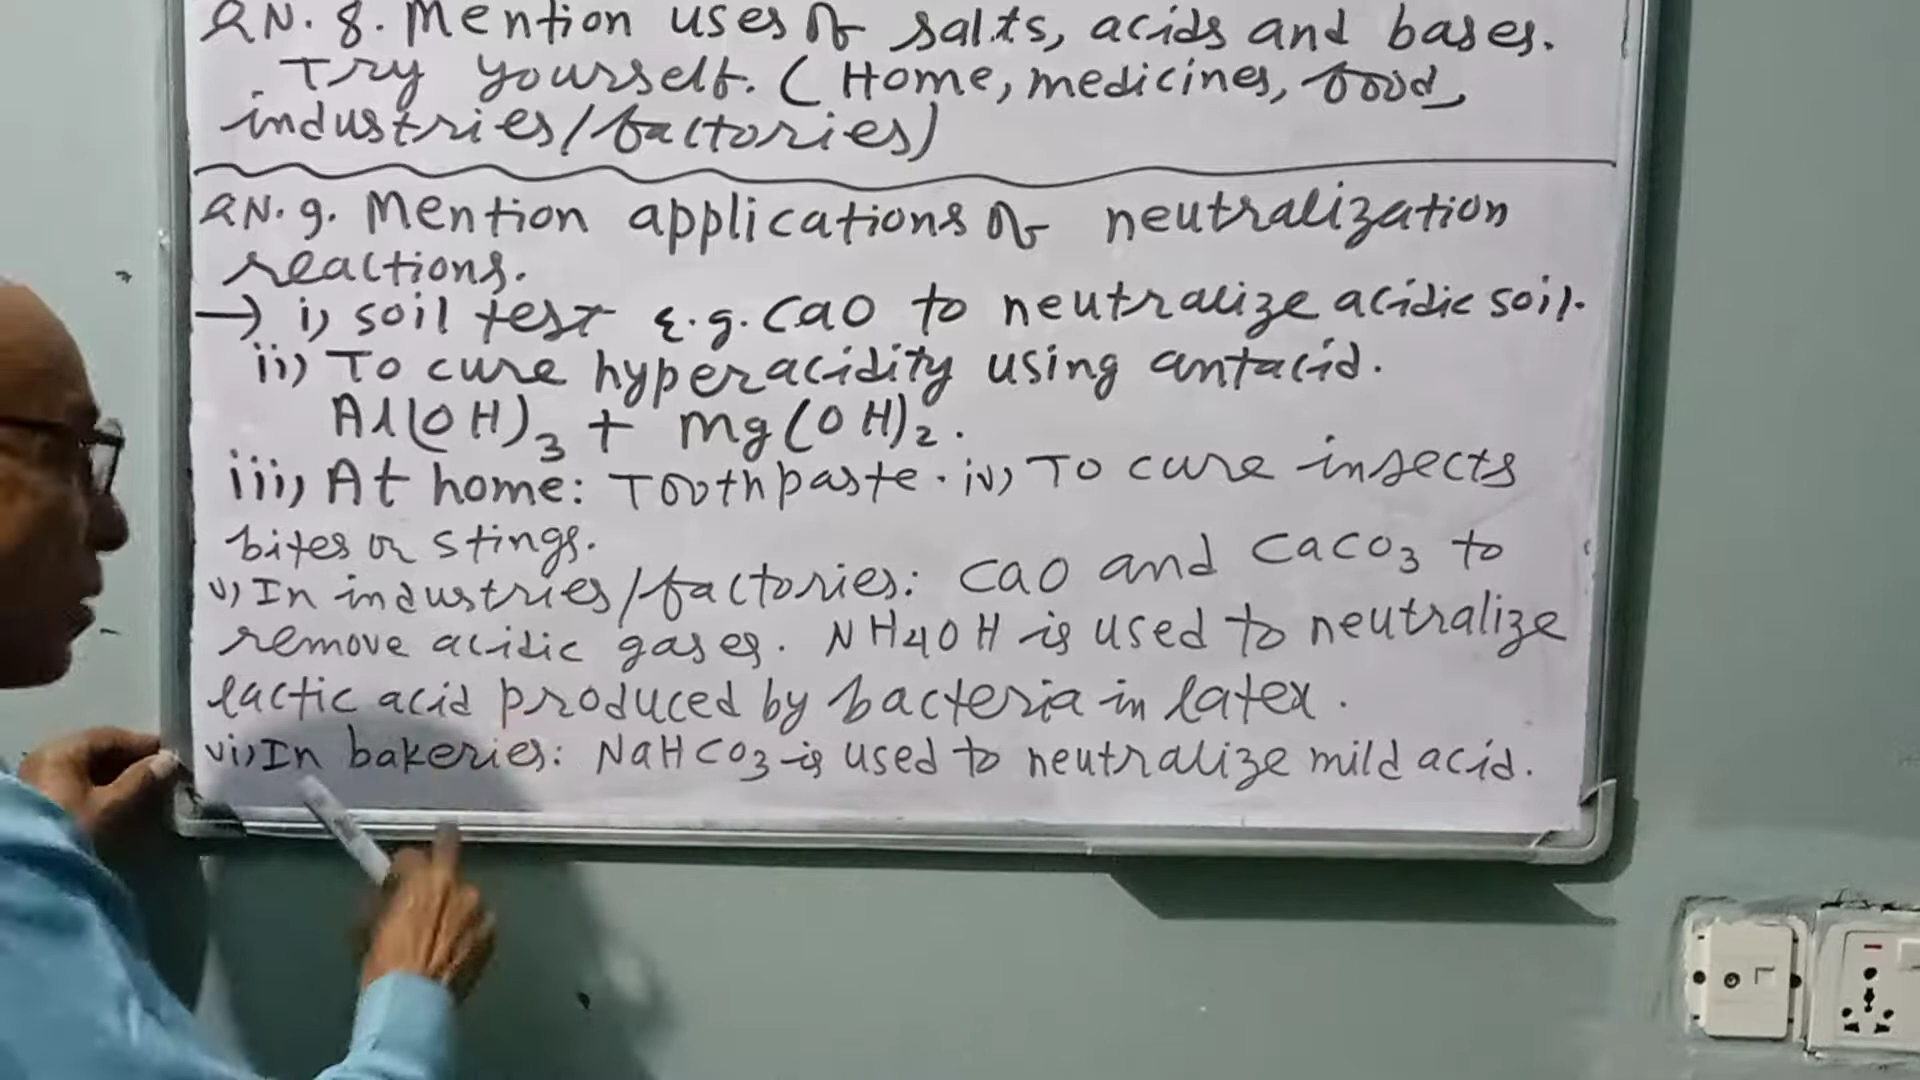 QN. 8. Mention uses of salts, acids and bases.
Try yourself. (Home, medicines, food,
industries/factories)
QN. 9. Mention applications of neutralization
reactions.
→ i) soil test E.g. CaO to neutralize acidic soil.
ii) To cure hyperacidity using antacid.
Al(OH)₃ + Mg(OH)₂.
iii) At home: Toothpaste. iv) To cure insects
bites or stings.
v) In industries/factories: CaO and CaCO₃ to
remove acidic gases. NH₄OH is used to neutralize
lactic acid produced by bacteria in latex.
vi) In bakeries: NaHCO₃ is used to neutralize mild acid.